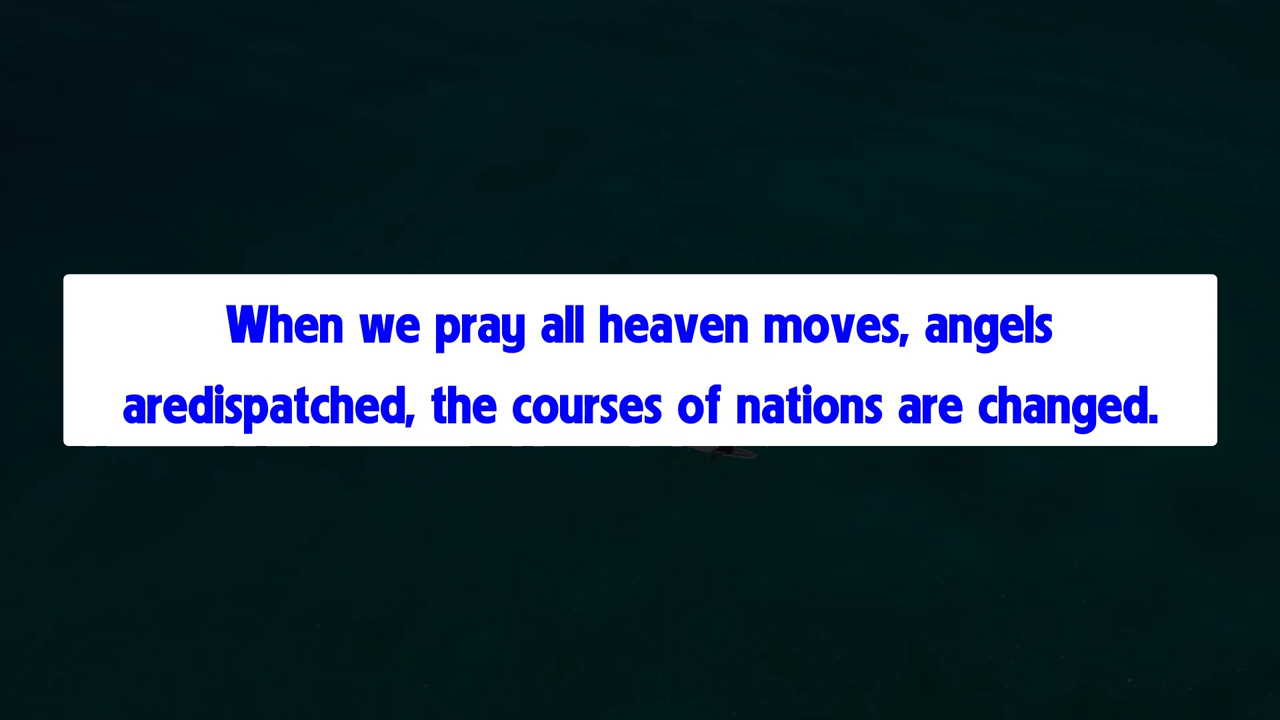 When we pray all heaven moves, angels
aredispatched, the courses of nations are changed.